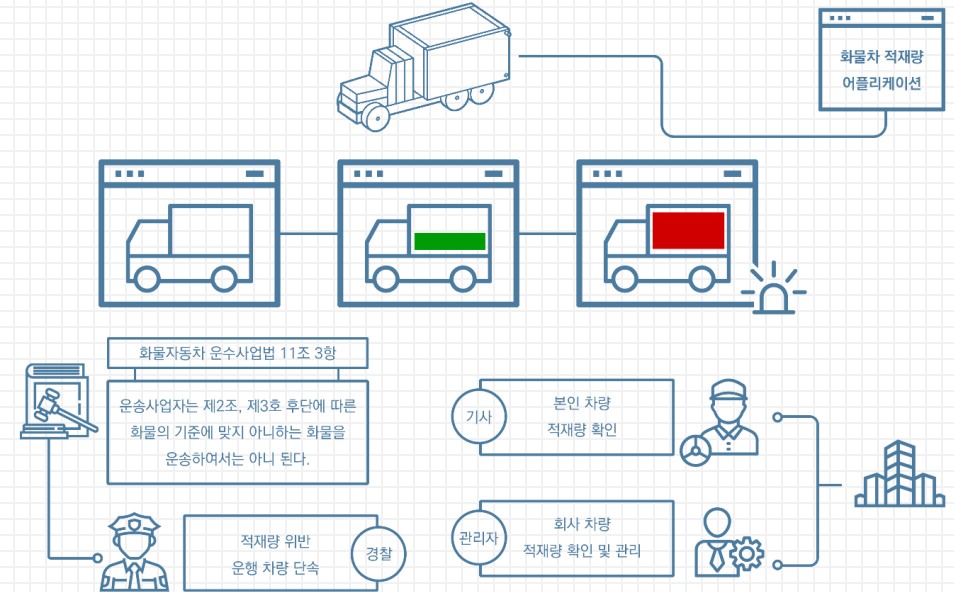 화물차 적재량
어플리케이션
화물자동차 운수사업법 11조 3항
운송사업자는 제2조, 제3호 후단에 따른
화물의 기준에 맞지 아니하는 화물을
운송하여서는 아니 된다.
기사
본인 차량
적재량 확인
적재량 위반
운행 차량 단속
경찰
관리자
회사 차량
적재량 확인 및 관리